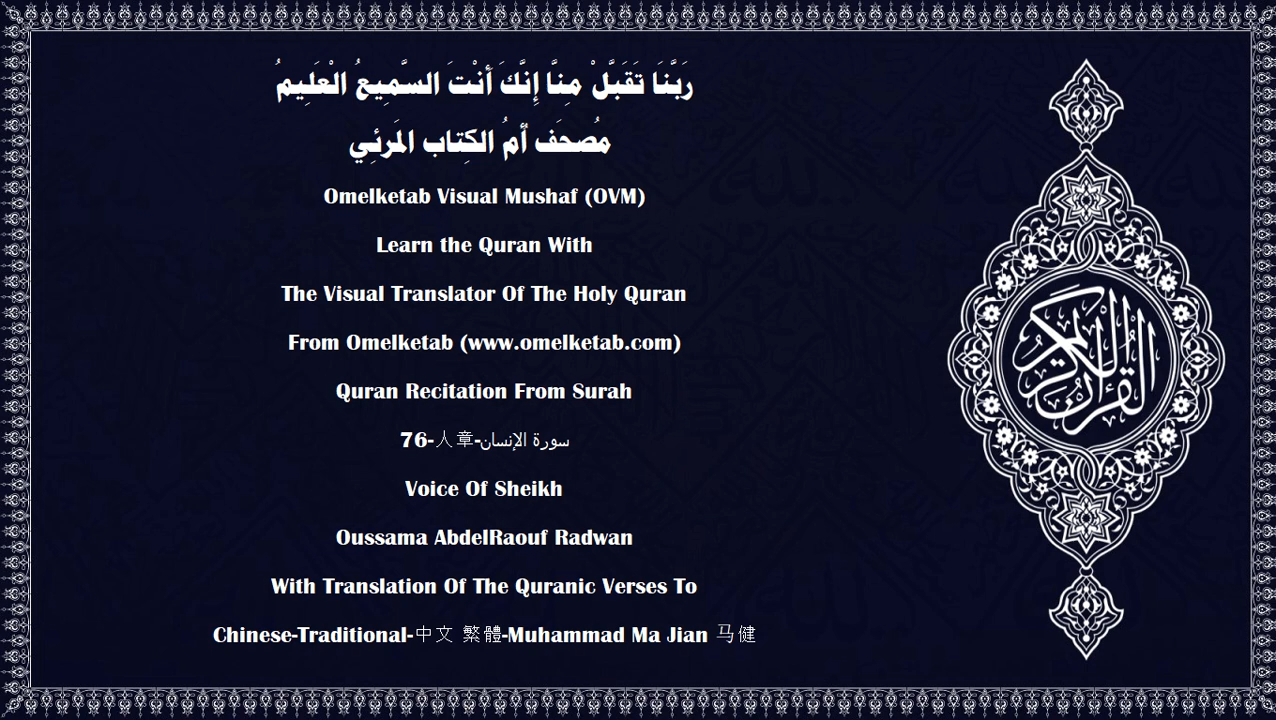 رَبَّنَا تَقَبَّلْ مِنَّا إِنَّكَ أَنْتَ السَّمِيعُ الْعَلِيمُ
مُصحَف أمُ الكِتاب المَرئِي
Omelketab Visual Mushaf (OVM)
Learn the Quran With
The Visual Translator Of The Holy Quran
From Omelketab (www.omelketab.com)
Quran Recitation From Surah
76-人章-سورة الإنسان
Voice Of Sheikh
Oussama AbdelRaouf Radwan
With Translation Of The Quranic Verses To
Chinese-Traditional-中文 繁體-Muhammad Ma Jian 马健
القرآن الكريم